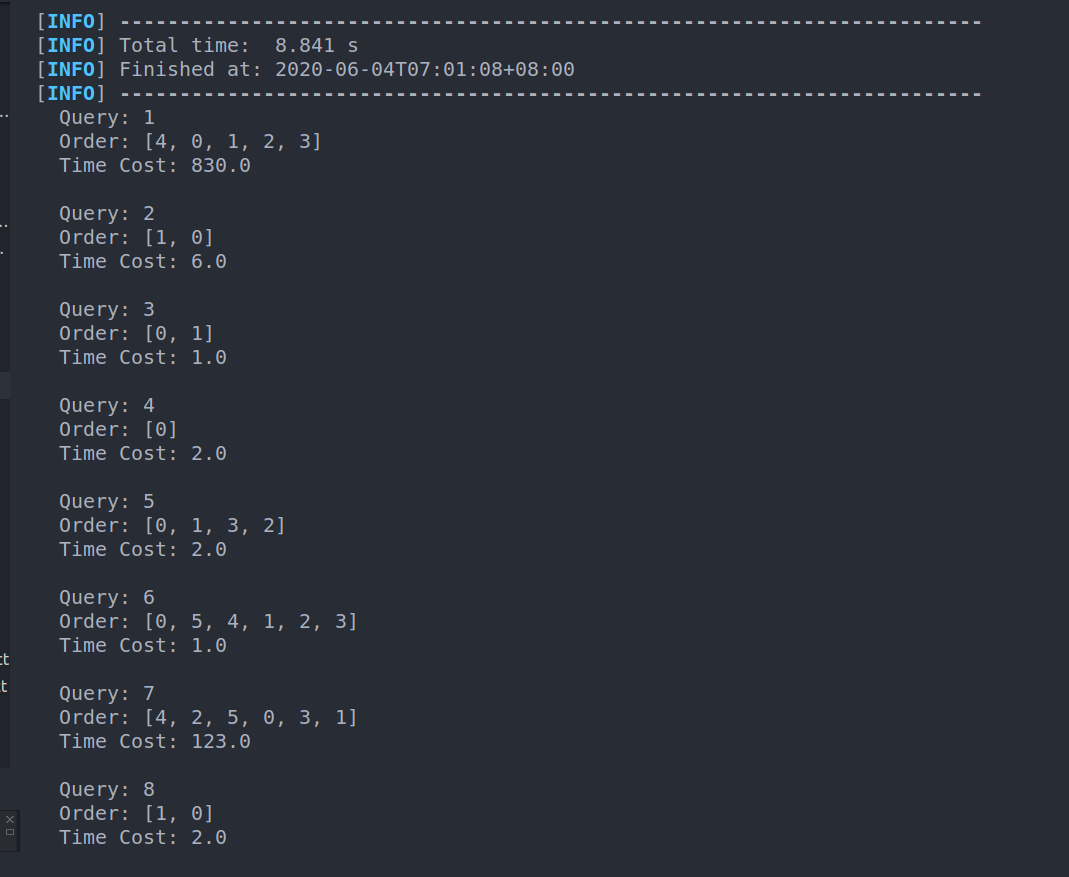 [INFO] ------------------------------------------------------------------------
[INFO] Total time:  8.841 s
[INFO] Finished at: 2020-06-04T07:01:08+08:00
[INFO] ------------------------------------------------------------------------
Query: 1
Order: [4, 0, 1, 2, 3]
Time Cost: 830.0
Query: 2
Order: [1, 0]
Time Cost: 6.0
Query: 3
Order: [0, 1]
Time Cost: 1.0
Query: 4
Order: [0]
Time Cost: 2.0
Query: 5
Order: [0, 1, 3, 2]
Time Cost: 2.0
Query: 6
Order: [0, 5, 4, 1, 2, 3]
Time Cost: 1.0
Query: 7
Order: [4, 2, 5, 0, 3, 1]
Time Cost: 123.0
Query: 8
Order: [1, 0]
Time Cost: 2.0